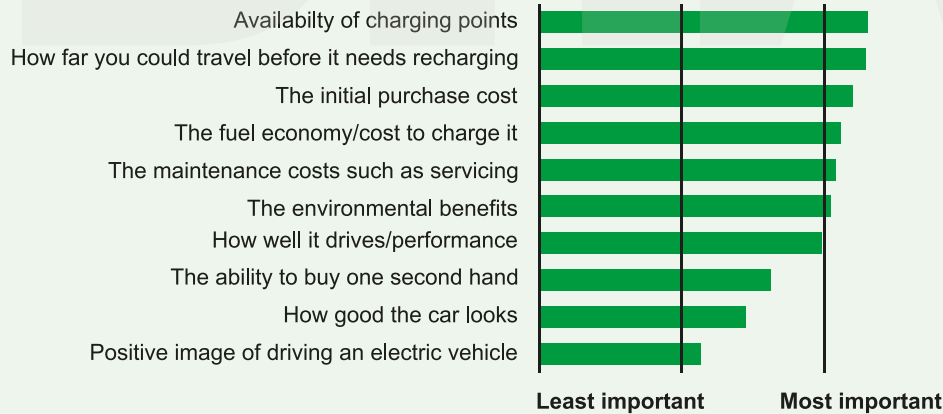 Availabilty of charging points
How far you could travel before it needs recharging
The initial purchase cost
The fuel economy/cost to charge it
The maintenance costs such as servicing
The environmental benefits
How well it drives/performance
The ability to buy one second hand
How good the car looks
Positive image of driving an electric vehicle
Least important Most important